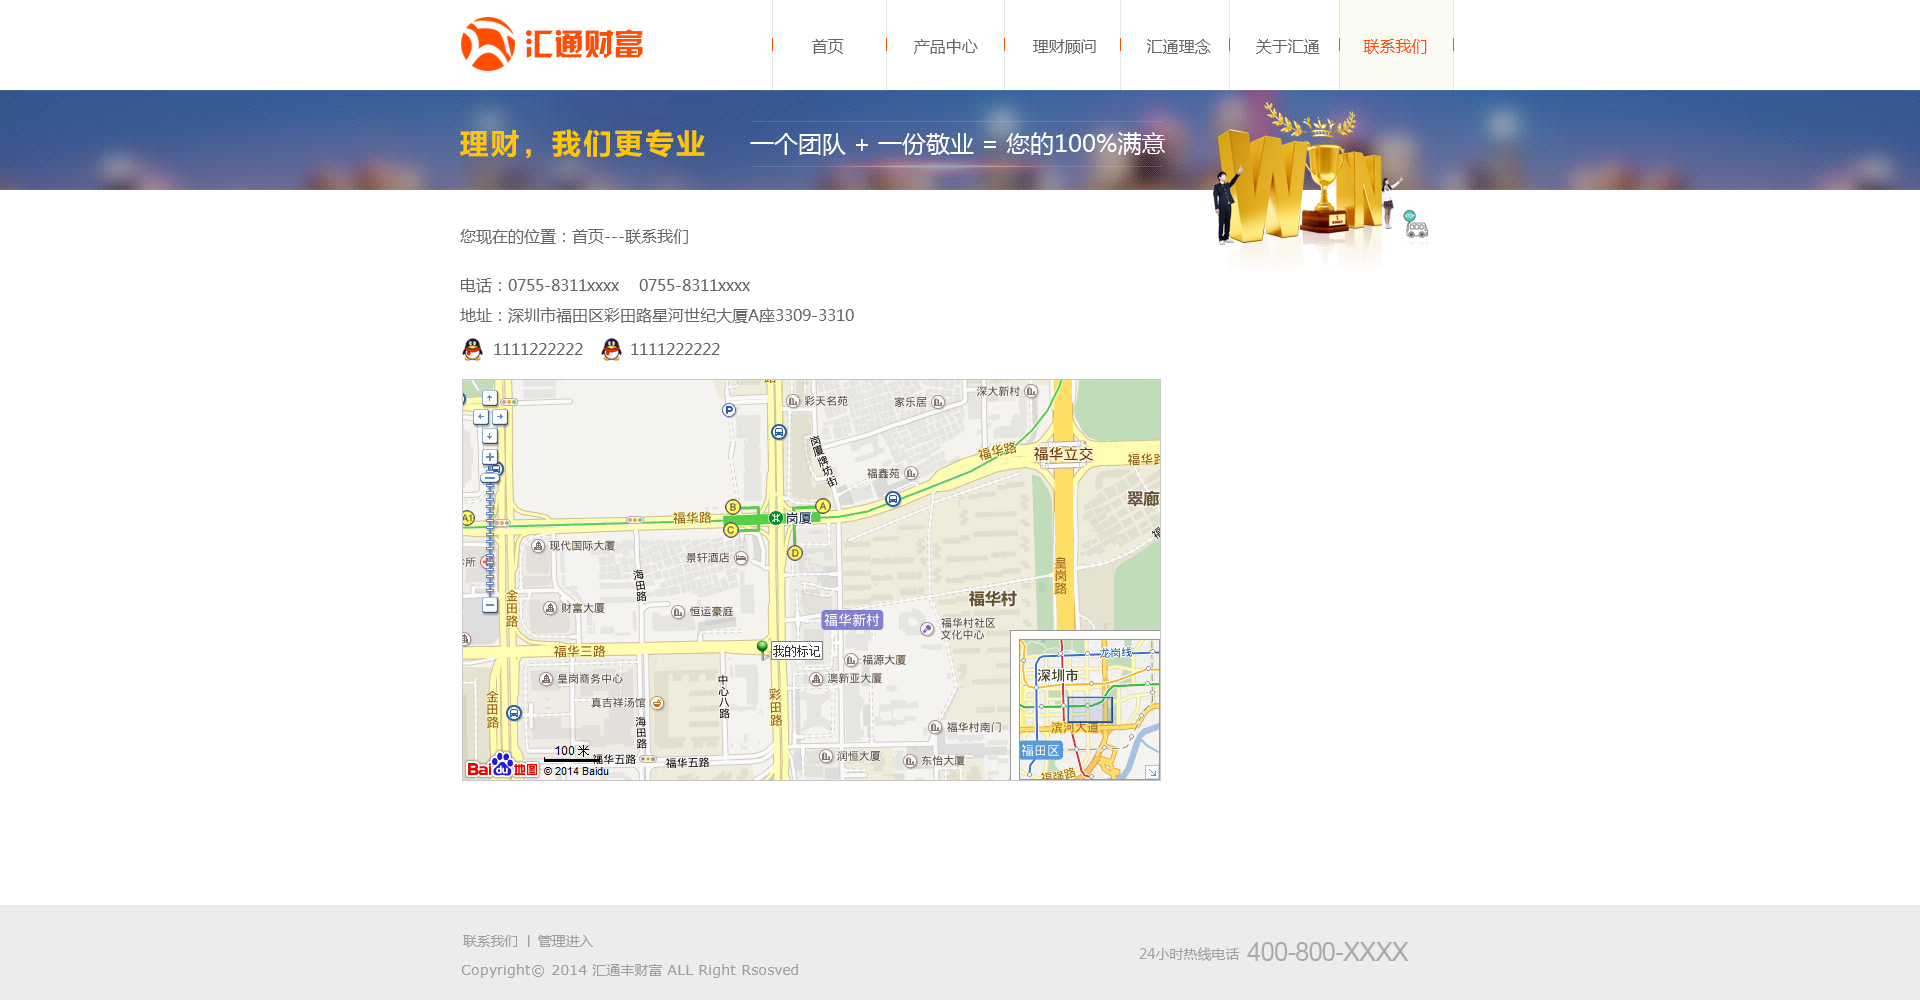 汇通财富
首页 产品中心 理财顾问 汇通理念 关于汇通 联系我们
理财，我们更专业 一个团队 + 一份敬业 = 您的100%满意
WIN
您现在的位置：首页---联系我们
电话：0755-8311xxxx 0755-8311xxxx
地址：深圳市福田区彩田路星河世纪大厦A座3309-3310
1111222222 1111222222
深大新村
彩天名苑
家乐居
P
岗厦牌坊街
福华路
福华立交
福华路
福鑫苑
翠廊
A1
福华路
B
A
C
D
岗厦
现代国际大厦
景轩酒店
所
海田路
皇岗路
金田路
财富大厦
恒运豪庭
福华村
福华新村
福华村社区
文化中心
福华三路
我的标记
福源大厦
龙岗线
深圳市
皇岗商务中心
中心八路
彩田路
澳新亚大厦
金田路
真吉祥汤馆
海田路
福华村南门
滨河大道
福田区
100 米
福华五路
福华五路
润恒大厦
东怡大厦
福强路
Bai du 地图
© 2014 Baidu
联系我们 | 管理进入
24小时热线电话 400-800-XXXX
Copyright© 2014 汇通丰财富 ALL Right Rsosved